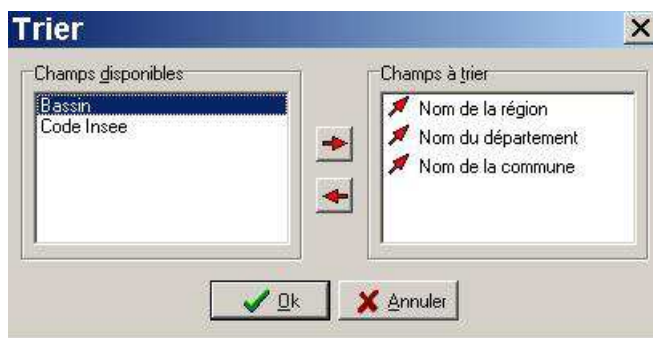 Trier
Champs disponibles
Bassin
Code Insee
Champs à trier
Nom de la région
Nom du département
Nom de la commune
Ok
Annuler